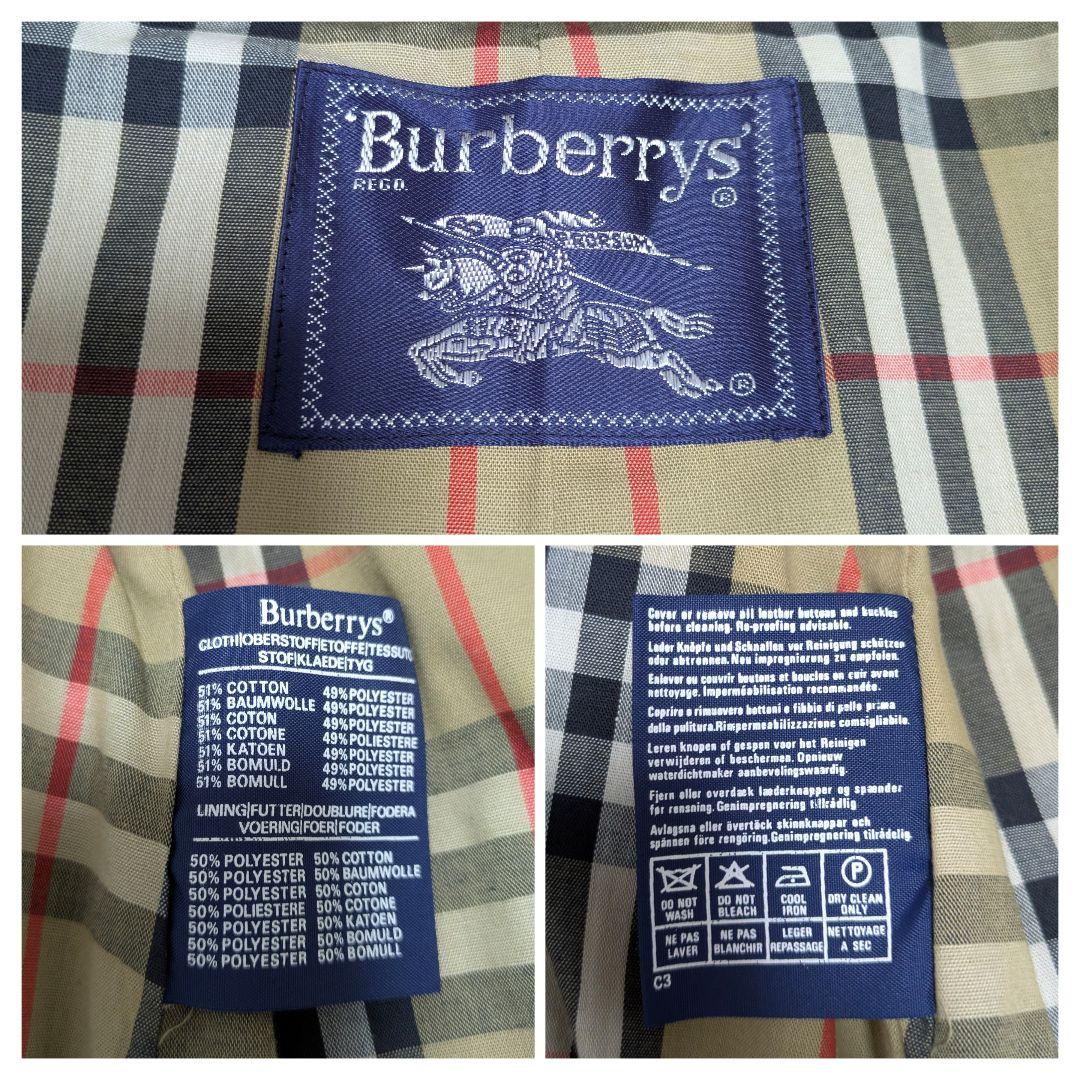 'Burberrys'
REGD.
®
PRORSUM
®
Burberrys®
CLOTH|OBERSTOFF|ETOFFE|TESSUTO
STOF|KLAEDE|TYG
51% COTTON 49% POLYESTER
51% BAUMWOLLE 49% POLYESTER
51% COTON 49% POLYESTER
51% COTONE 49% POLIESTERE
51% KATOEN 49% POLYESTER
51% BOMULD 49% POLYESTER
51% BOMULL 49% POLYESTER
LINING|FUTTER|DOUBLURE|FODERA
VOERING|FOER|FODER
50% POLYESTER 50% COTTON
50% POLYESTER 50% BAUMWOLLE
50% POLYESTER 50% COTON
50% POLIESTERE 50% COTONE
50% POLYESTER 50% KATOEN
50% POLYESTER 50% BOMULD
50% POLYESTER 50% BOMULL
Cover or remove all leather buttons and buckles
before cleaning. Re-proofing advisable.
Leder Knöpfe und Schnallen vor Reinigung schützen
oder abtrennen. Neu impregnierung zu empfolen.
Enlever ou couvrir boutons et boucles en cuir avant
nettoyage. Imperméabilisation recommandée.
Coprire o rimuovere bottoni o fibbie di pelle prima
della pulitura. Rimpermeabilizzazione consigliabile.
Leren knopen of gespen voor het Reinigen
verwijderen of beschermen. Opnieuw
waterdichtmaker aanbevelingswaardig.
Fjern eller overdæk læderknapper og spænder
før rensning. Genimpregnering tilrådlig
Avlagsna eller övertäck skinnknappar och
spännen före rengöring. Genimpregnering tilrådelig.
P
DO NOT WASH
DO NOT BLEACH
COOL IRON
DRY CLEAN ONLY
NE PAS LAVER
NE PAS BLANCHIR
LEGER REPASSAGE
NETTOYAGE A SEC
C3